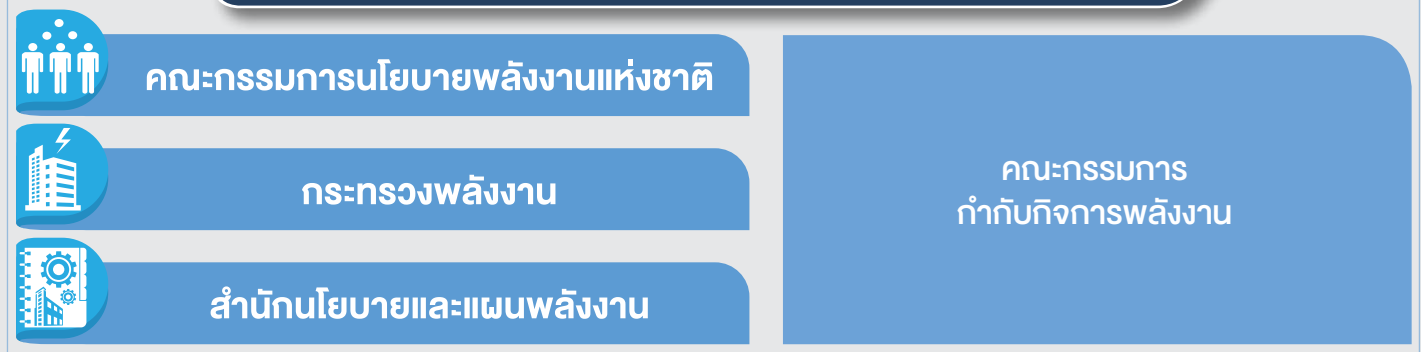 คณะกรรมการนโยบายพลังงานแห่งชาติ
กระทรวงพลังงาน
สำนักนโยบายและแผนพลังงาน
คณะกรรมการ
กำกับกิจการพลังงาน